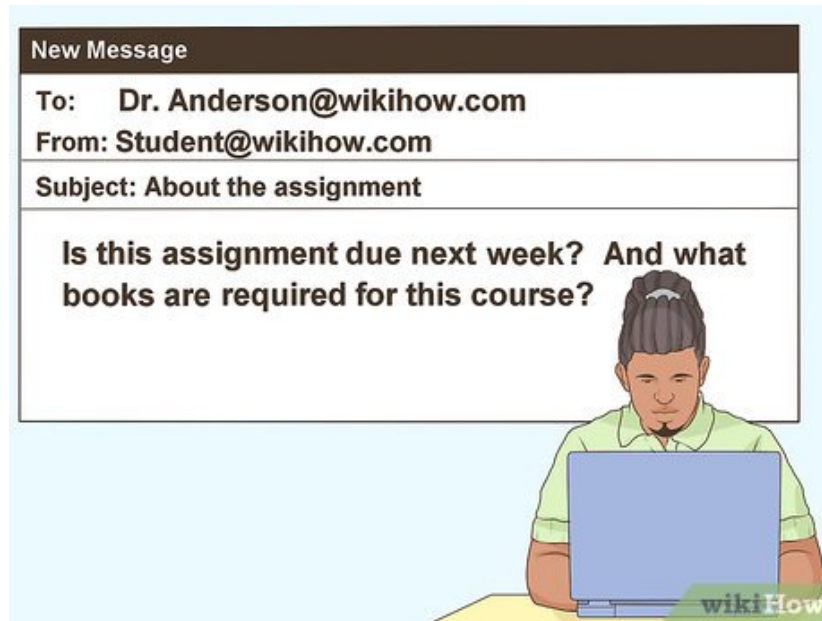 New Message
To: Dr. Anderson@wikihow.com
From: Student@wikihow.com
Subject: About the assignment
Is this assignment due next week? And what
books are required for this course?
wikiHow